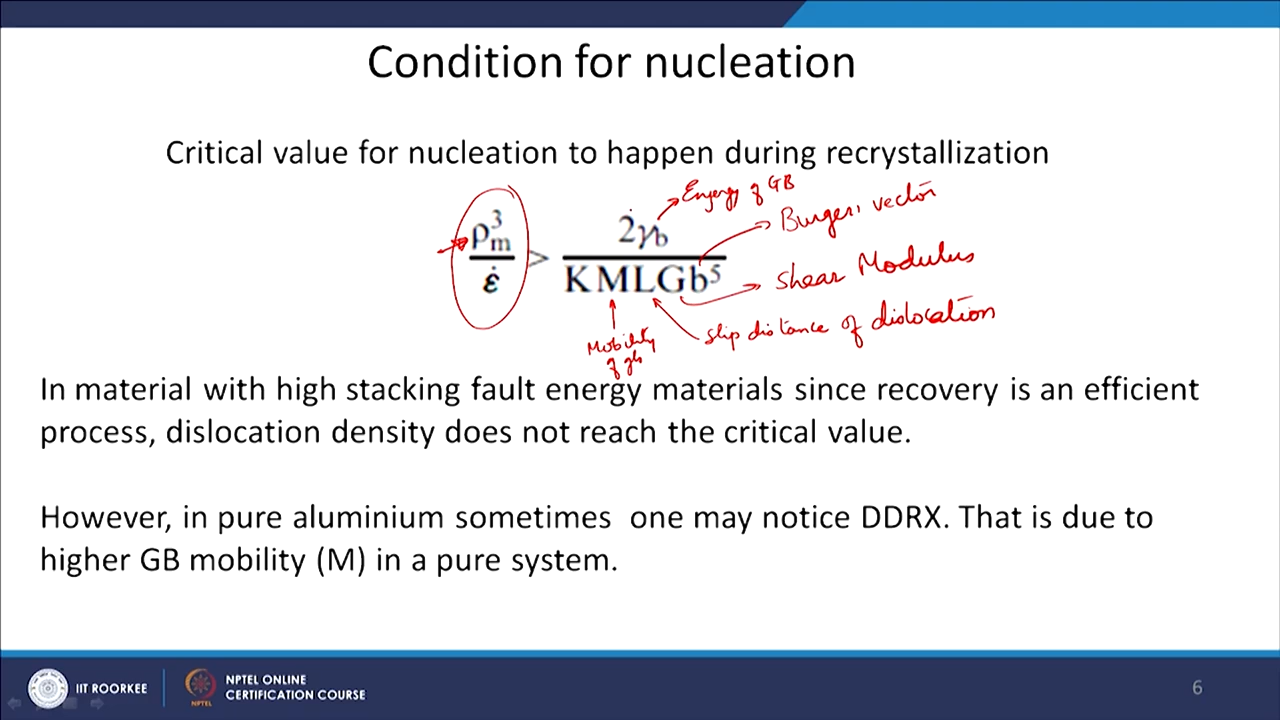 Condition for nucleation
Critical value for nucleation to happen during recrystallization
ρ³ₘ / ε̇ > 2γb / KMLGb⁵
Energy of GB
Burgers vector
Shear Modulus
Slip distance of dislocation
Mobility
of gb
In material with high stacking fault energy materials since recovery is an efficient
process, dislocation density does not reach the critical value.
However, in pure aluminium sometimes one may notice DDRX. That is due to
higher GB mobility (M) in a pure system.
IIT ROORKEE
NPTEL ONLINE
CERTIFICATION COURSE
NPTEL
6